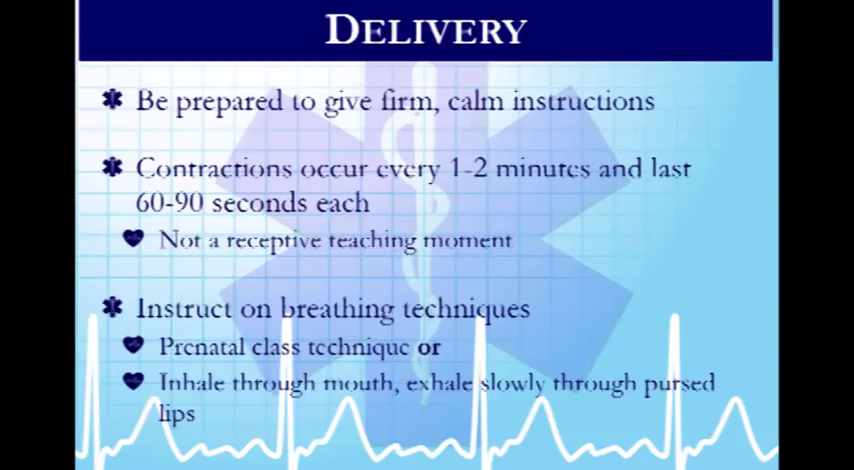 DELIVERY
Be prepared to give firm, calm instructions
Contractions occur every 1-2 minutes and last
60-90 seconds each
Not a receptive teaching moment
Instruct on breathing techniques
Prenatal class technique or
Inhale through mouth, exhale slowly through pursed
lips